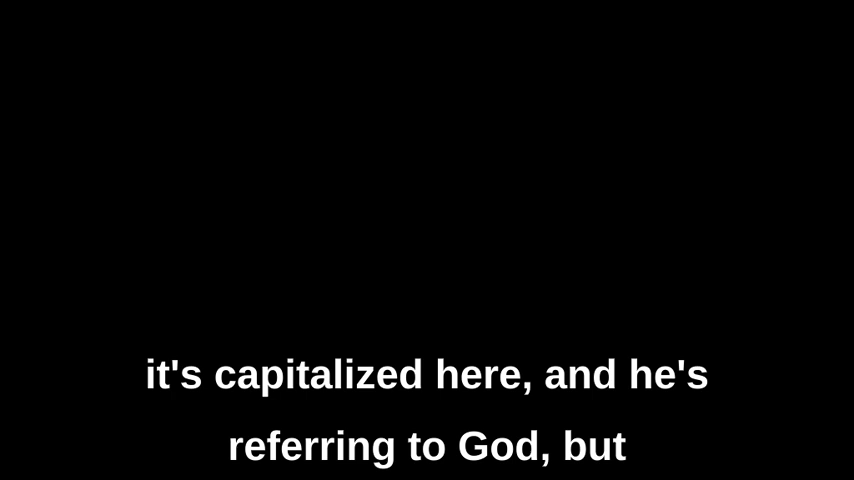 it's capitalized here, and he's
referring to God, but